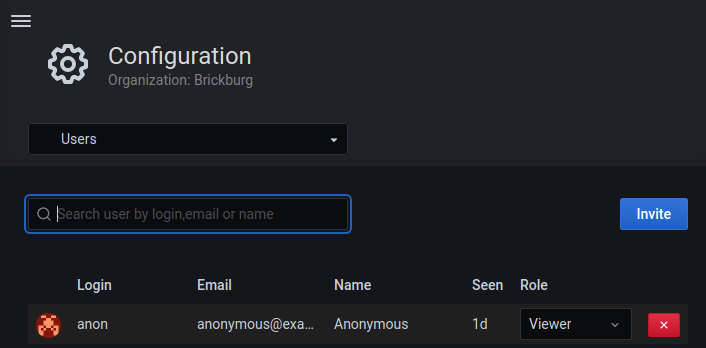 Configuration
Organization: Brickburg
Users
Search user by login,email or name
Invite
Login Email Name Seen Role
anon anonymous@exa... Anonymous 1d Viewer